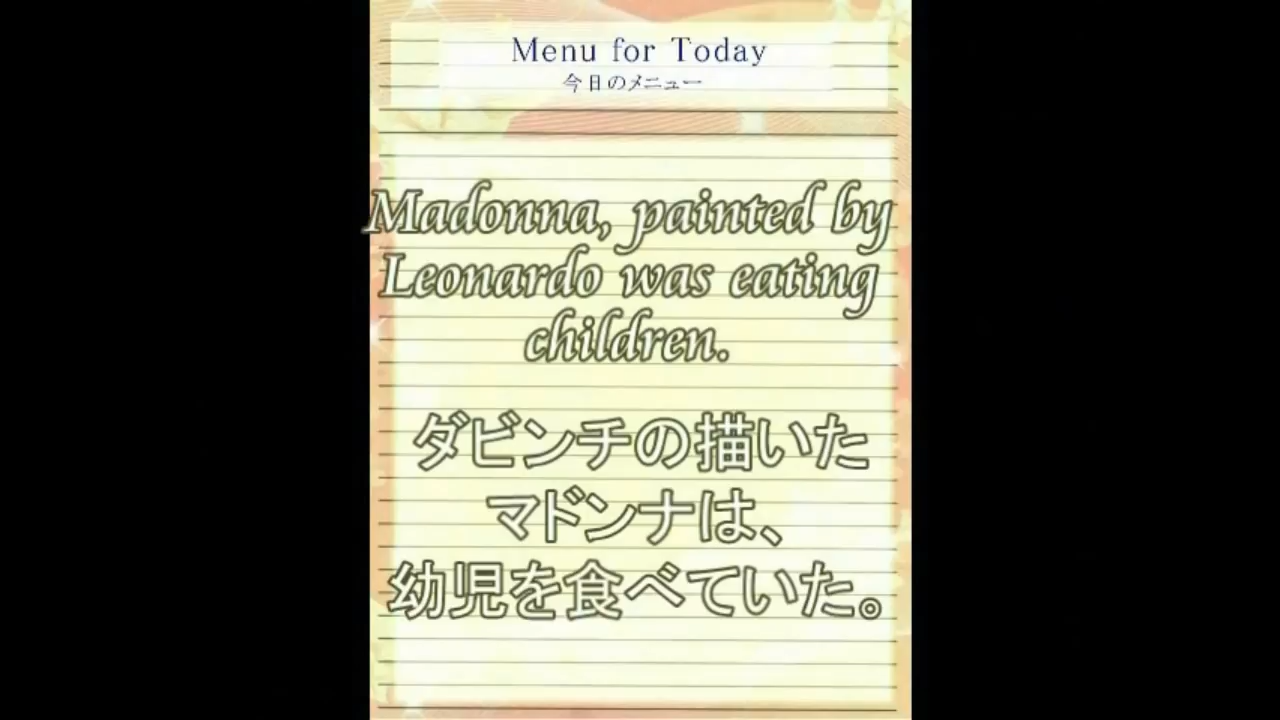 Menu for Today
今日のメニュー
Madonna, painted by
Leonardo was eating
children.
ダビンチの描いた
マドンナは、
幼児を食べていた。